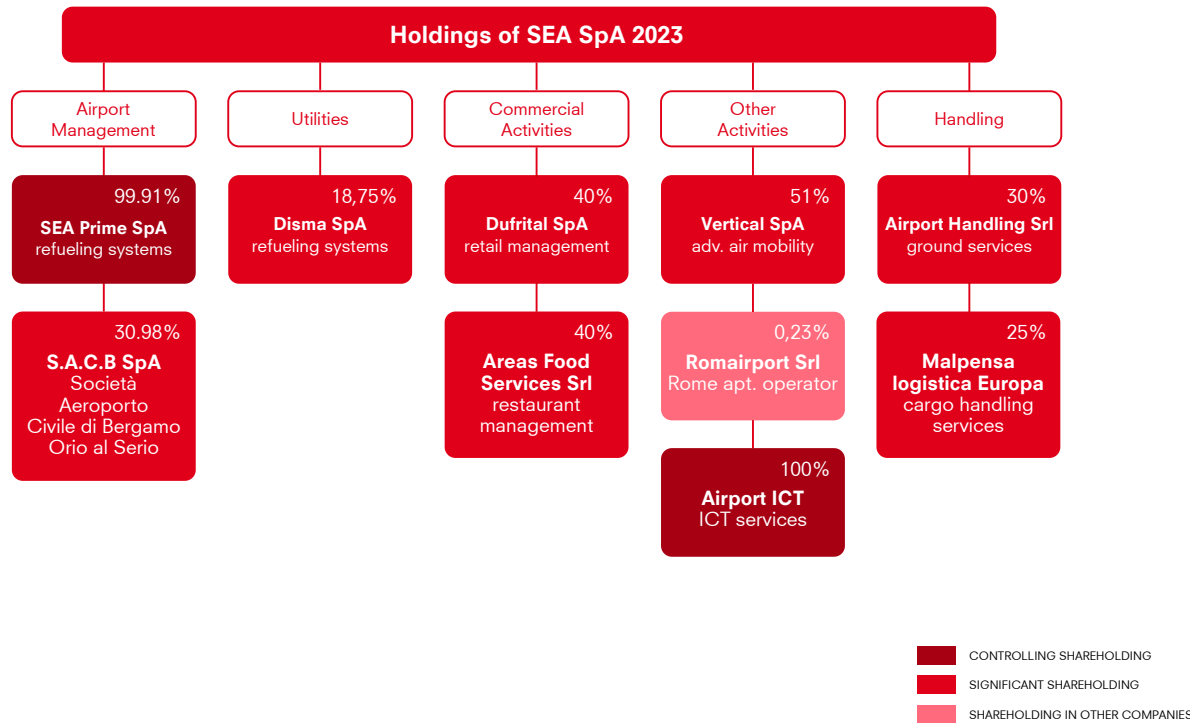 Holdings of SEA SpA 2023
Airport
Management
Utilities
Commercial
Activities
Other
Activities
Handling
99.91%
SEA Prime SpA
refueling systems
18,75%
Disma SpA
refueling systems
40%
Dufrital SpA
retail management
51%
Vertical SpA
adv. air mobility
30%
Airport Handling Srl
ground services
30.98%
S.A.C.B SpA
Società
Aeroporto
Civile di Bergamo
Orio al Serio
40%
Areas Food
Services Srl
restaurant
management
0,23%
Romairport Srl
Rome apt. operator
25%
Malpensa
logistica Europa
cargo handling
services
100%
Airport ICT
ICT services
CONTROLLING SHAREHOLDING
SIGNIFICANT SHAREHOLDING
SHAREHOLDING IN OTHER COMPANIES